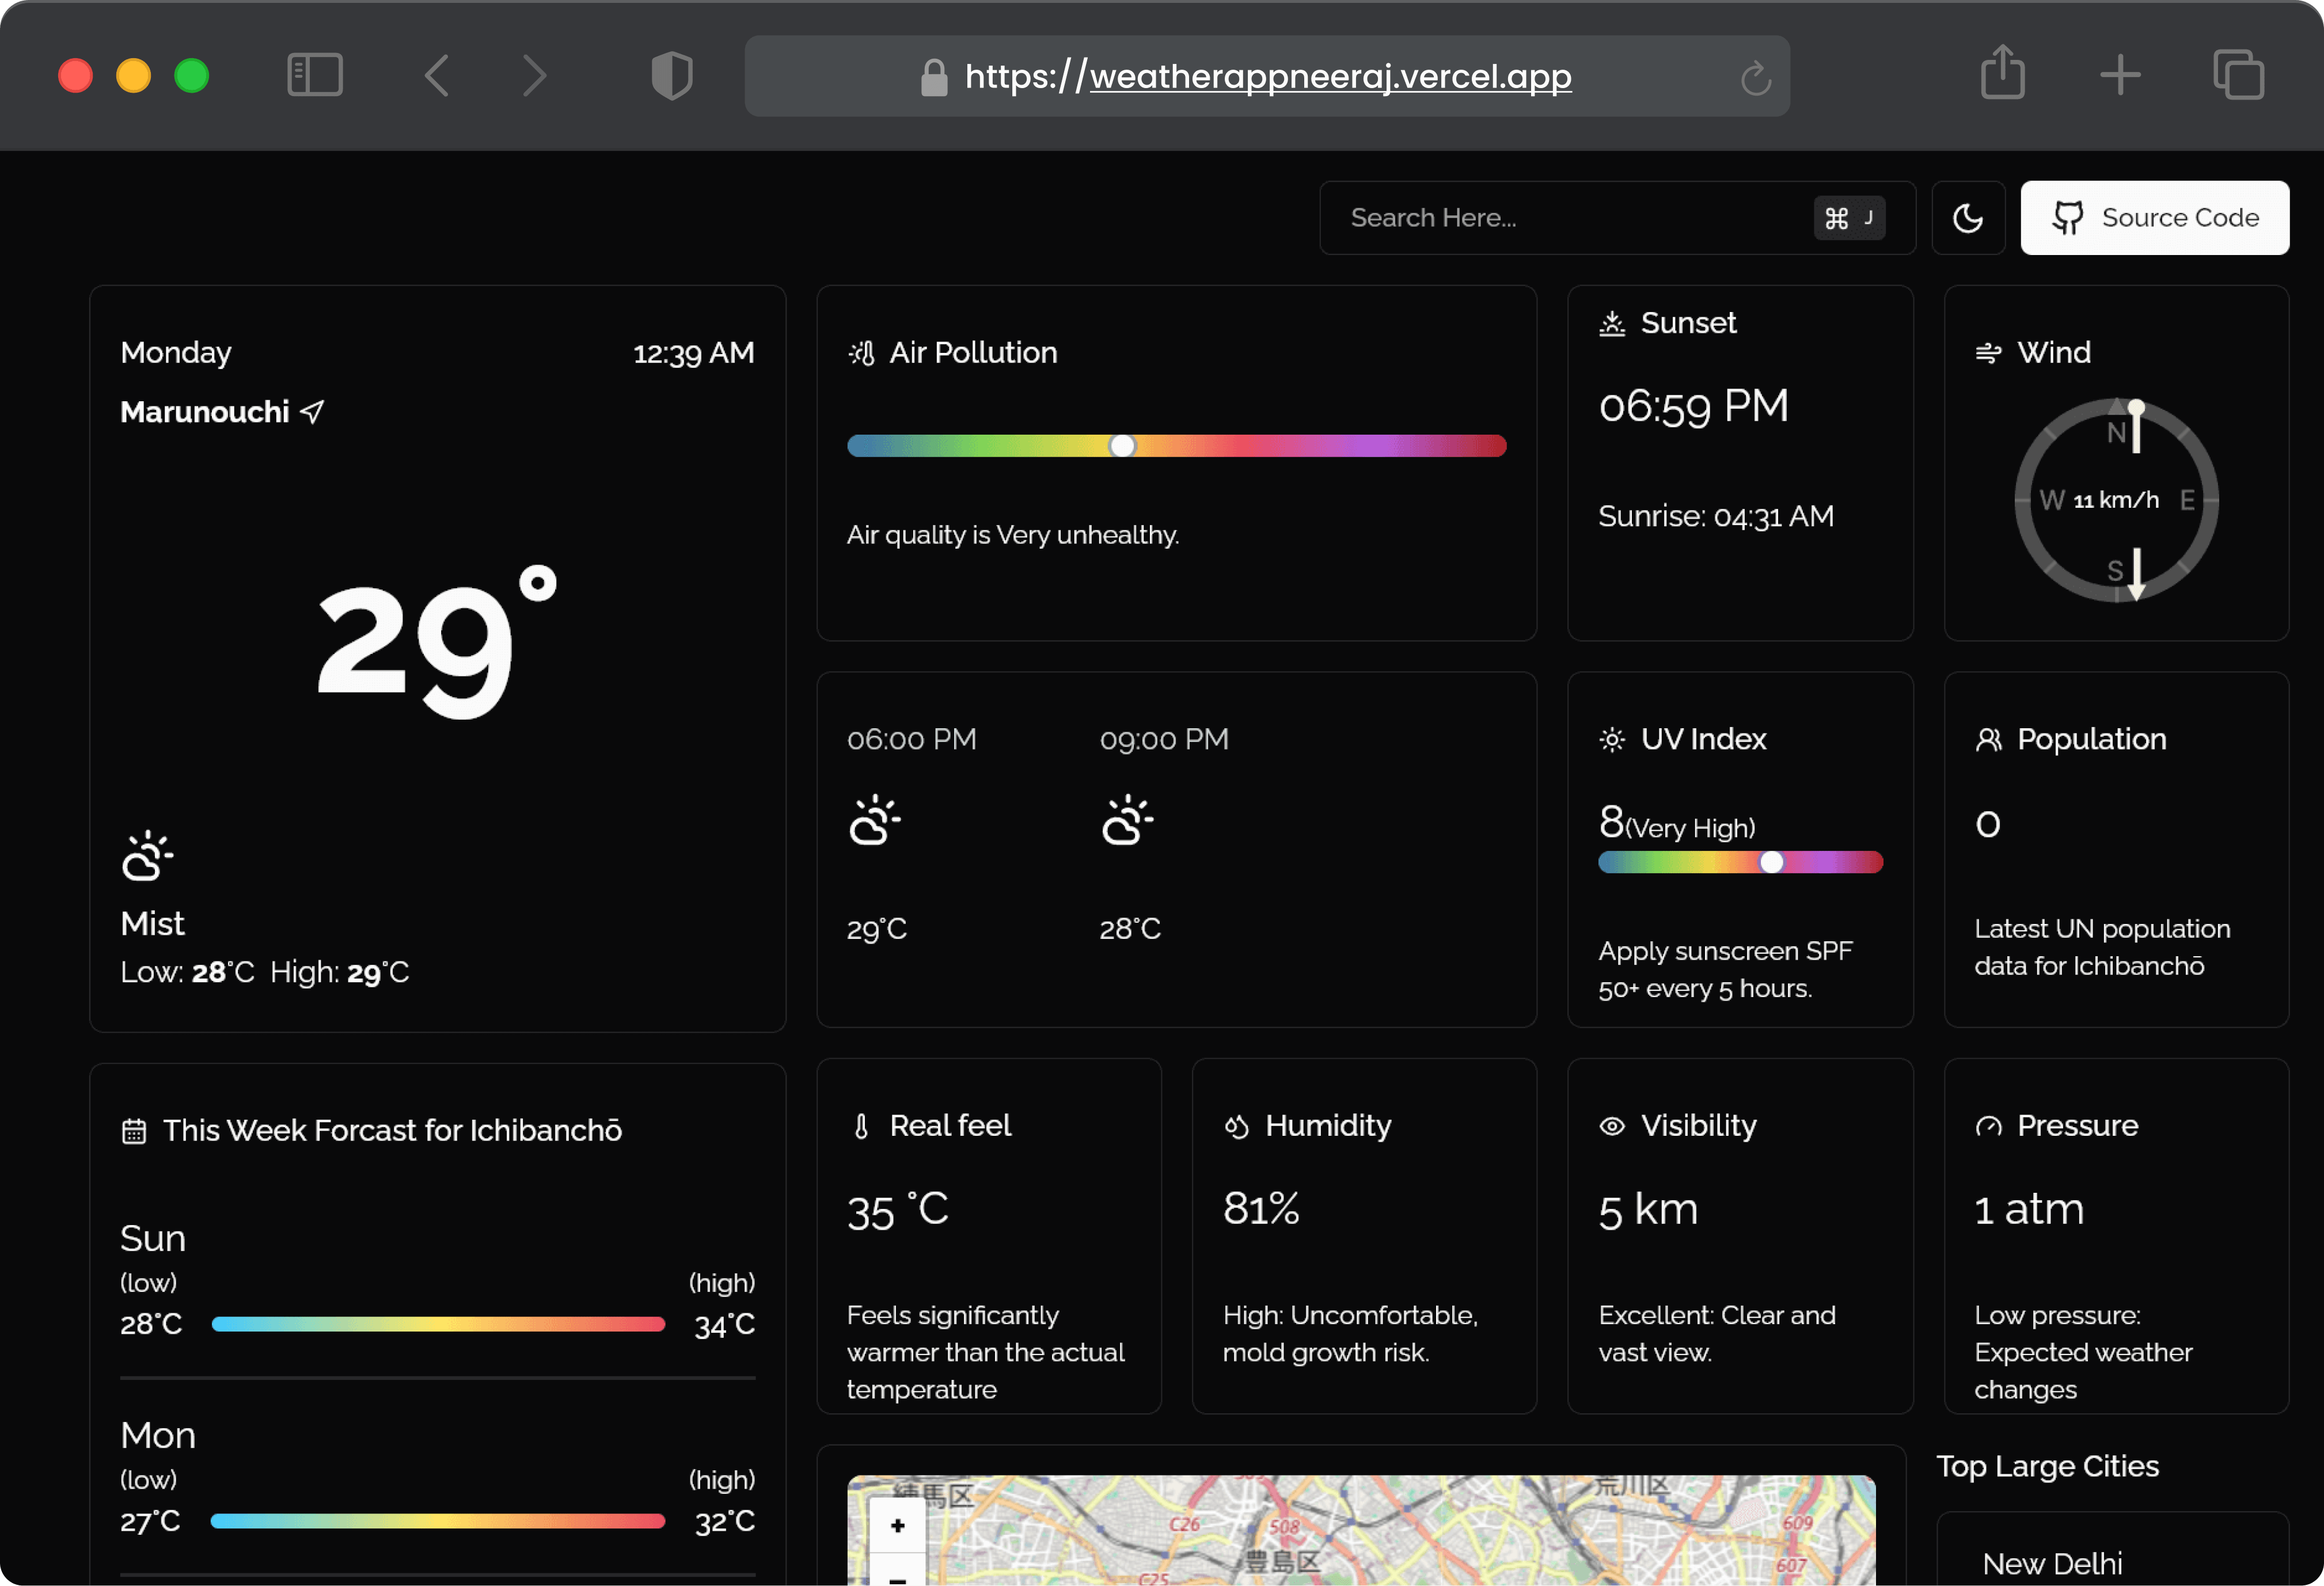 https://weatherappneeraj.vercel.app
Search Here...
⌘ J
Source Code
Monday
12:39 AM
Marunouchi
29°
Mist
Low: 28°C High: 29°C
Air Pollution
Air quality is Very unhealthy.
Sunset
06:59 PM
Sunrise: 04:31 AM
Wind
N
W 11 km/h E
S
06:00 PM
09:00 PM
29°C
28°C
UV Index
8(Very High)
Apply sunscreen SPF
50+ every 5 hours.
Population
0
Latest UN population
data for Ichibanchō
This Week Forcast for Ichibanchō
Sun
(low)
(high)
28°C
34°C
Mon
(low)
(high)
27°C
32°C
Real feel
35 °C
Feels significantly
warmer than the actual
temperature
Humidity
81%
High: Uncomfortable,
mold growth risk.
Visibility
5 km
Excellent: Clear and
vast view.
Pressure
1 atm
Low pressure:
Expected weather
changes
+
−
練馬区
荒川区
C26
508
609
豊島区
607
C25
Top Large Cities
New Delhi